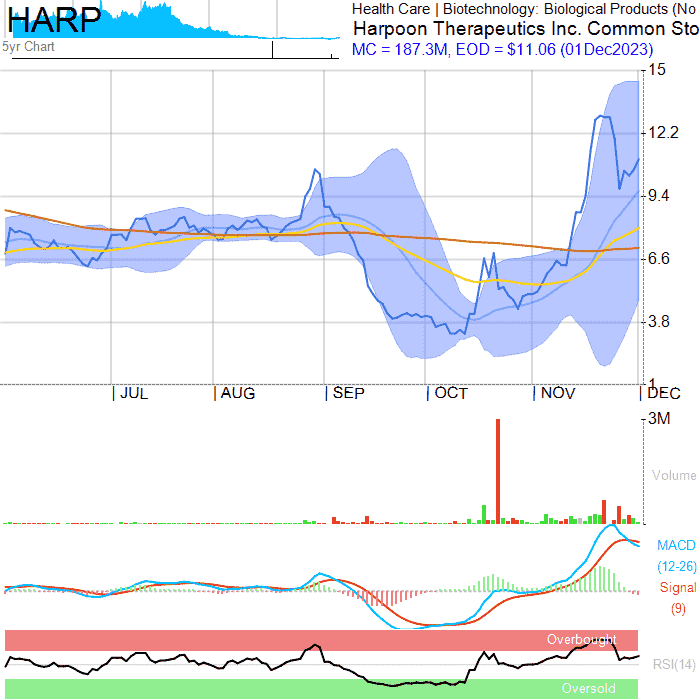 HARP
5yr Chart
Health Care | Biotechnology: Biological Products (No
Harpoon Therapeutics Inc. Common Sto
MC = 187.3M, EOD = $11.06 (01Dec2023)
15
12.2
9.4
6.6
3.8
1
JUL
AUG
SEP
OCT
NOV
DEC
3M
Volume
MACD
(12-26)
Signal
(9)
Overbought
RSI(14)
Oversold